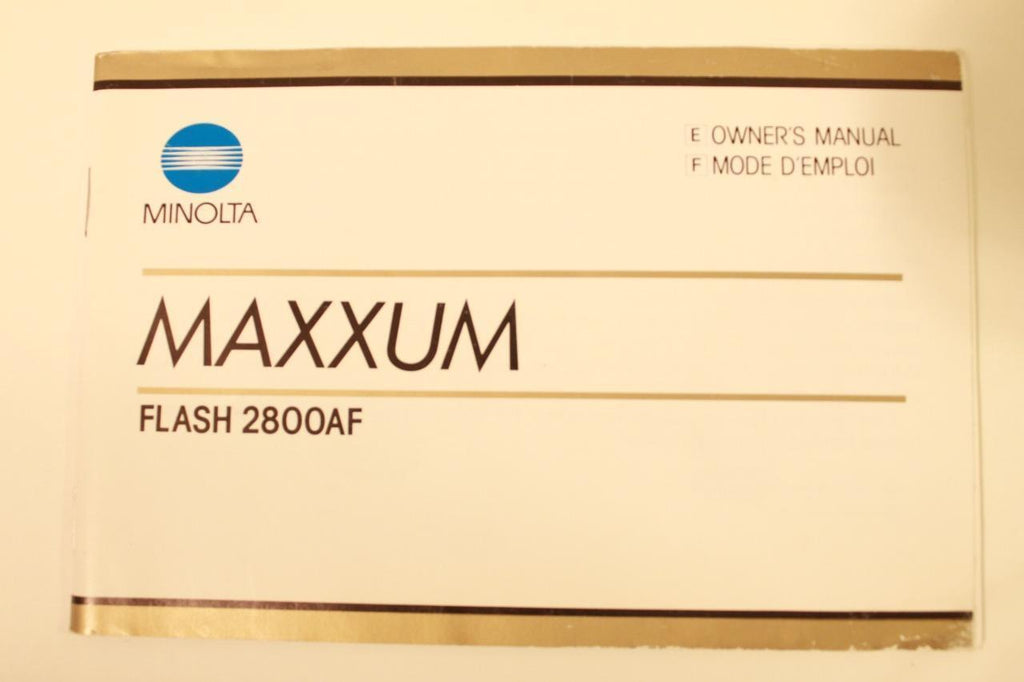 MINOLTA
E OWNER'S MANUAL
F MODE D'EMPLOI
MAXXUM
FLASH 2800AF